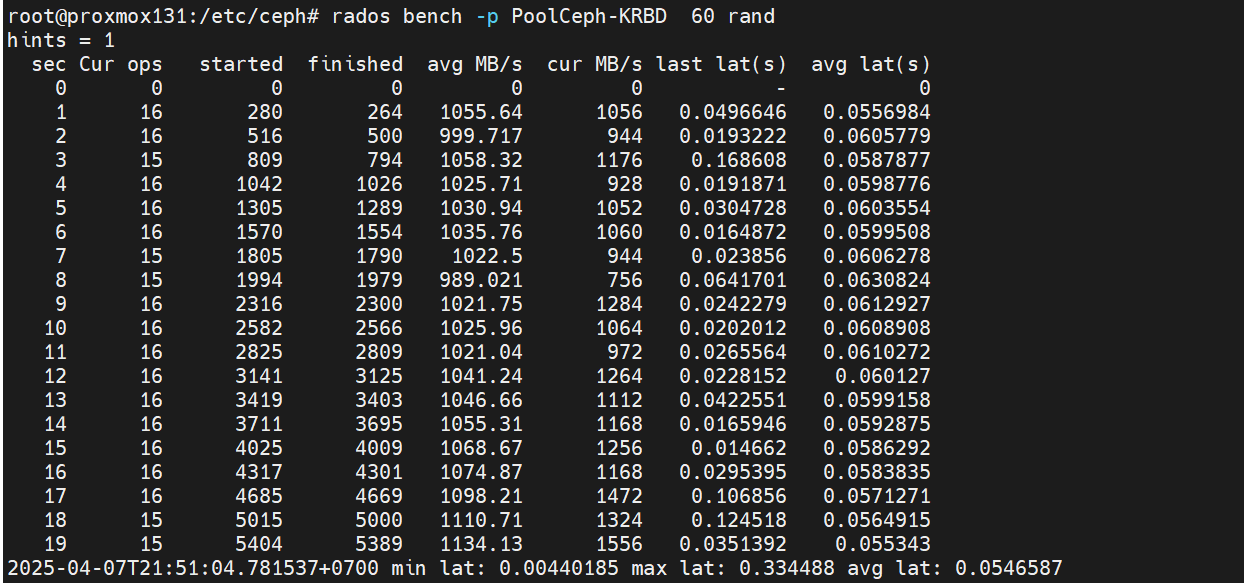 root@proxmox131:/etc/ceph# rados bench -p PoolCeph-KRBD  60 rand
hints = 1
  sec Cur ops   started  finished  avg MB/s  cur MB/s last lat(s)  avg lat(s)
    0       0         0         0         0         0           -           0
    1      16       280       264   1055.64      1056   0.0496646   0.0556984
    2      16       516       500   999.717       944   0.0193222   0.0605779
    3      15       809       794   1058.32      1176    0.168608   0.0587877
    4      16      1042      1026   1025.71       928   0.0191871   0.0598776
    5      16      1305      1289   1030.94      1052   0.0304728   0.0603554
    6      16      1570      1554   1035.76      1060   0.0164872   0.0599508
    7      15      1805      1790    1022.5       944    0.023856   0.0606278
    8      15      1994      1979   989.021       756   0.0641701   0.0630824
    9      16      2316      2300   1021.75      1284   0.0242279   0.0612927
   10      16      2582      2566   1025.96      1064   0.0202012   0.0608908
   11      16      2825      2809   1021.04       972   0.0265564   0.0610272
   12      16      3141      3125   1041.24      1264   0.0228152    0.060127
   13      16      3419      3403   1046.66      1112   0.0422551   0.0599158
   14      16      3711      3695   1055.31      1168   0.0165946   0.0592875
   15      16      4025      4009   1068.67      1256    0.014662   0.0586292
   16      16      4317      4301   1074.87      1168   0.0295395   0.0583835
   17      16      4685      4669   1098.21      1472    0.106856   0.0571271
   18      15      5015      5000   1110.71      1324    0.124518   0.0564915
   19      15      5404      5389   1134.13      1556   0.0351392    0.055343
2025-04-07T21:51:04.781537+0700 min lat: 0.00440185 max lat: 0.334488 avg lat: 0.0546587